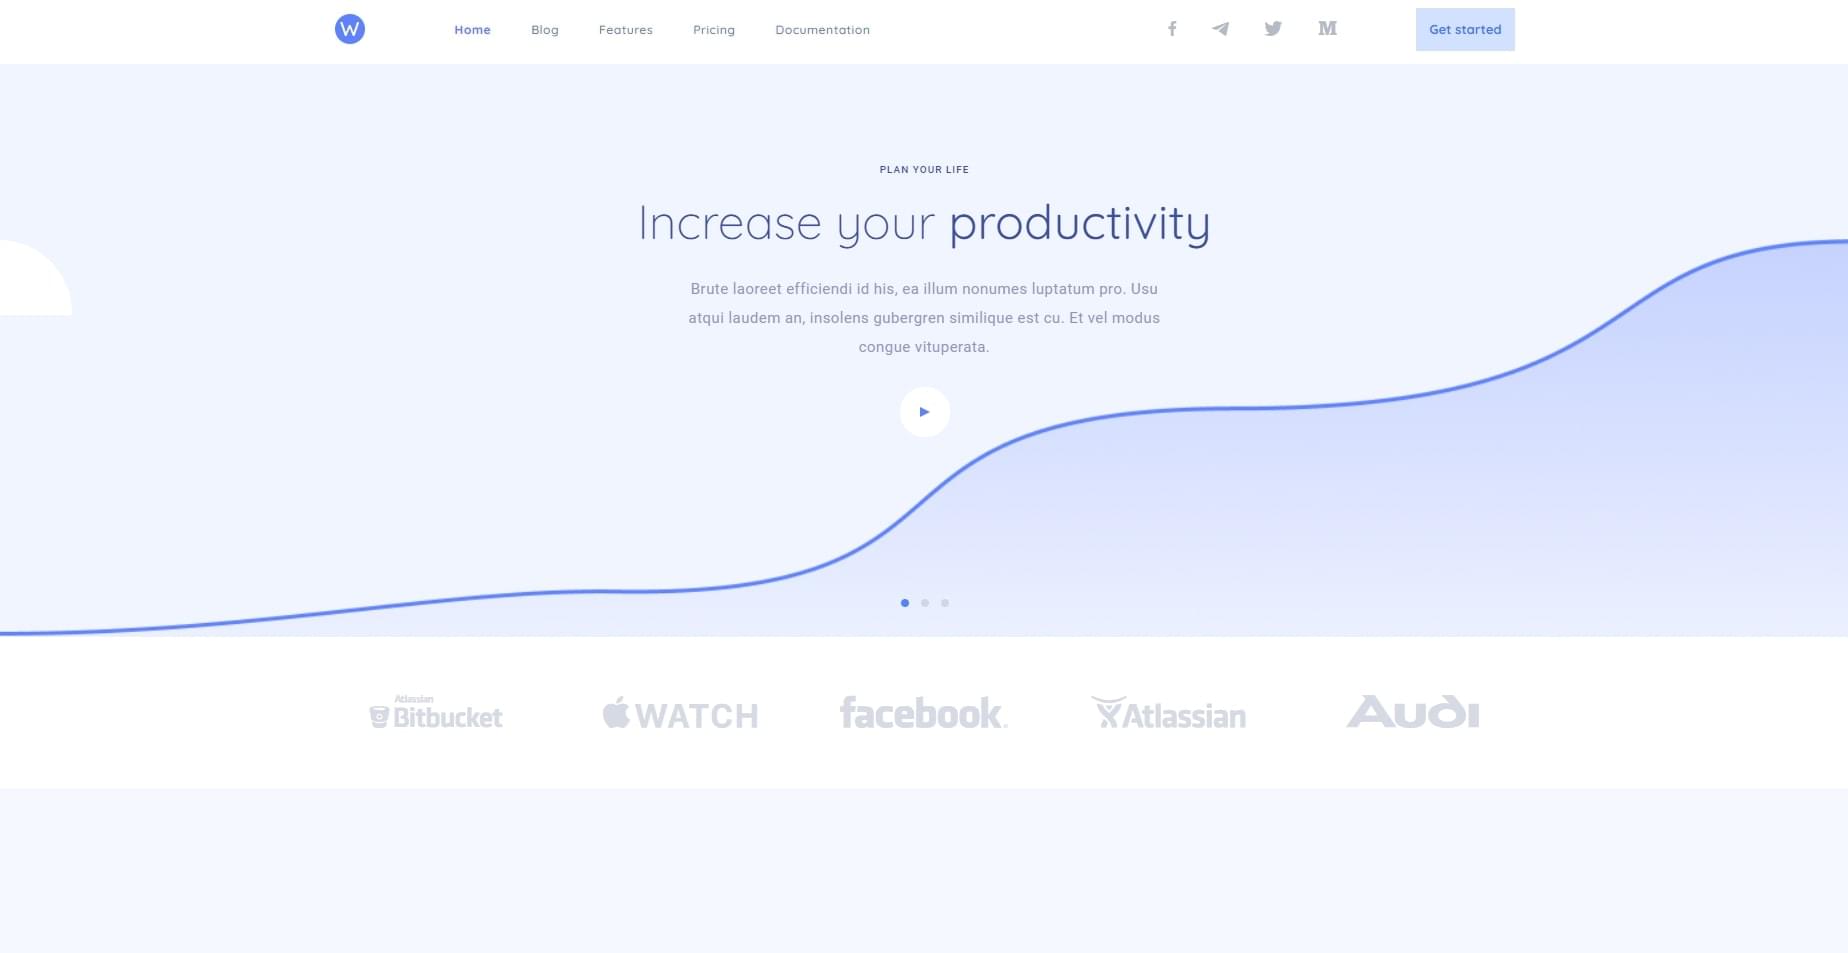 W
Home
Blog
Features
Pricing
Documentation
Get started
PLAN YOUR LIFE
Increase your productivity
Brute laoreet efficiendi id his, ea illum nonumes luptatum pro. Usu
atqui laudem an, insolens gubergren similique est cu. Et vel modus
congue vituperata.
Atlassian
Bitbucket
WATCH
facebook.
Atlassian
Audi